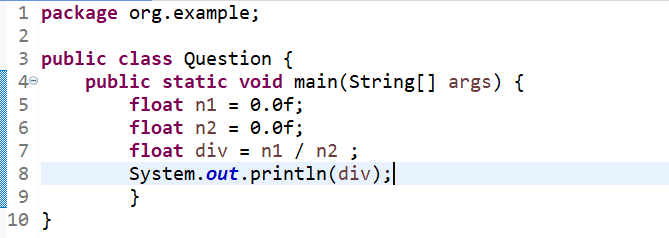 1 package org.example;
2
3 public class Question {
4 public static void main(String[] args) {
5 float n1 = 0.0f;
6 float n2 = 0.0f;
7 float div = n1 / n2 ;
8 System.out.println(div);
9 }
10 }